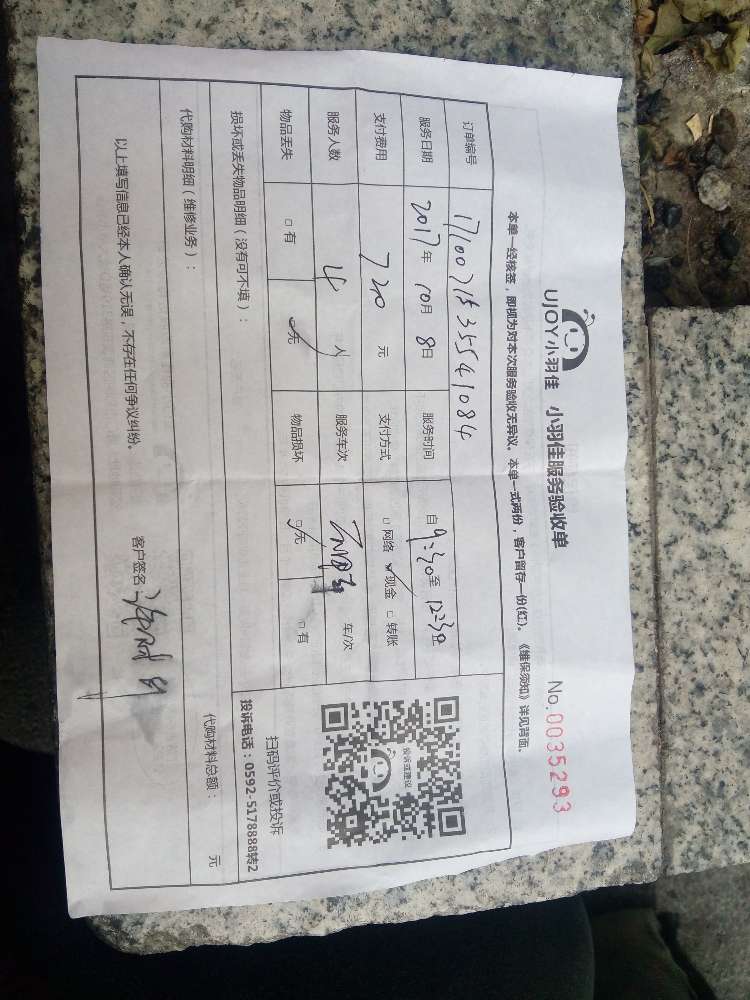 UJOY小羽佳 小羽佳服务验收单 No. 0035293
本单一经核签，即视为对本次服务验收无异议。本单一式两份，客户留存一份(红)。《维保须知》详见背面。
订单编号
服务日期 2017年10月8日 服务时间 自9:30至12:30
支付费用 720元 支付方式 □网络 ☑现金 □转账
服务人数 4人 服务车次 车/次
物品丢失 □有 ☑无 物品损坏 ☑无 □有
损坏或丢失物品明细（没有可不填）：
扫码评价或投诉
投诉电话：0592-5178888转2
投诉或建议
代购材料明细（维修业务）： 代购材料总额： 元
以上填写信息已经本人确认无误，不存在任何争议纠纷。 客户签名